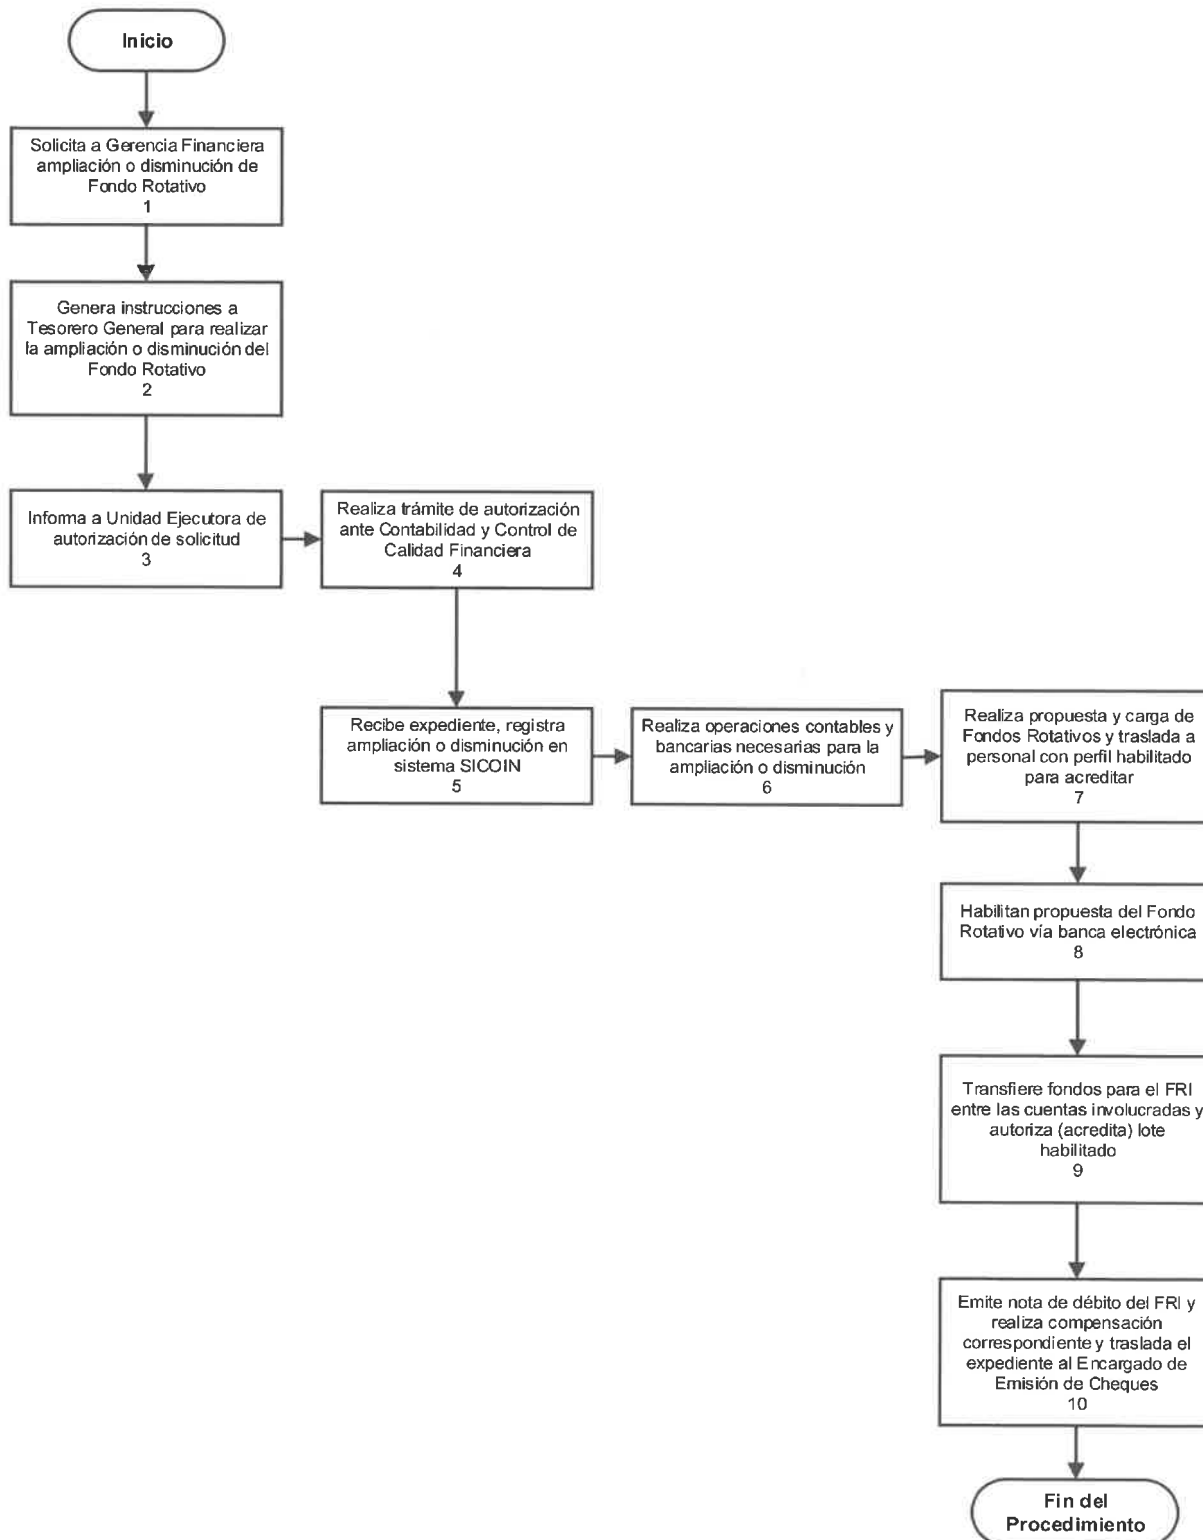 Inicio
Solicita a Gerencia Financiera
ampliación o disminución de
Fondo Rotativo
1
Genera instrucciones a
Tesorero General para realizar
la ampliación o disminución del
Fondo Rotativo
2
Informa a Unidad Ejecutora de
autorización de solicitud
3
Realiza trámite de autorización
ante Contabilidad y Control de
Calidad Financiera
4
Recibe expediente, registra
ampliación o disminución en
sistema SICOIN
5
Realiza operaciones contables y
bancarias necesarias para la
ampliación o disminución
6
Realiza propuesta y carga de
Fondos Rotativos y traslada a
personal con perfil habilitado
para acreditar
7
Habilitan propuesta del Fondo
Rotativo vía banca electrónica
8
Transfiere fondos para el FRI
entre las cuentas involucradas y
autoriza (acredita) lote
habilitado
9
Emite nota de débito del FRI y
realiza compensación
correspondiente y traslada el
expediente al Encargado de
Emisión de Cheques
10
Fin del
Procedimiento